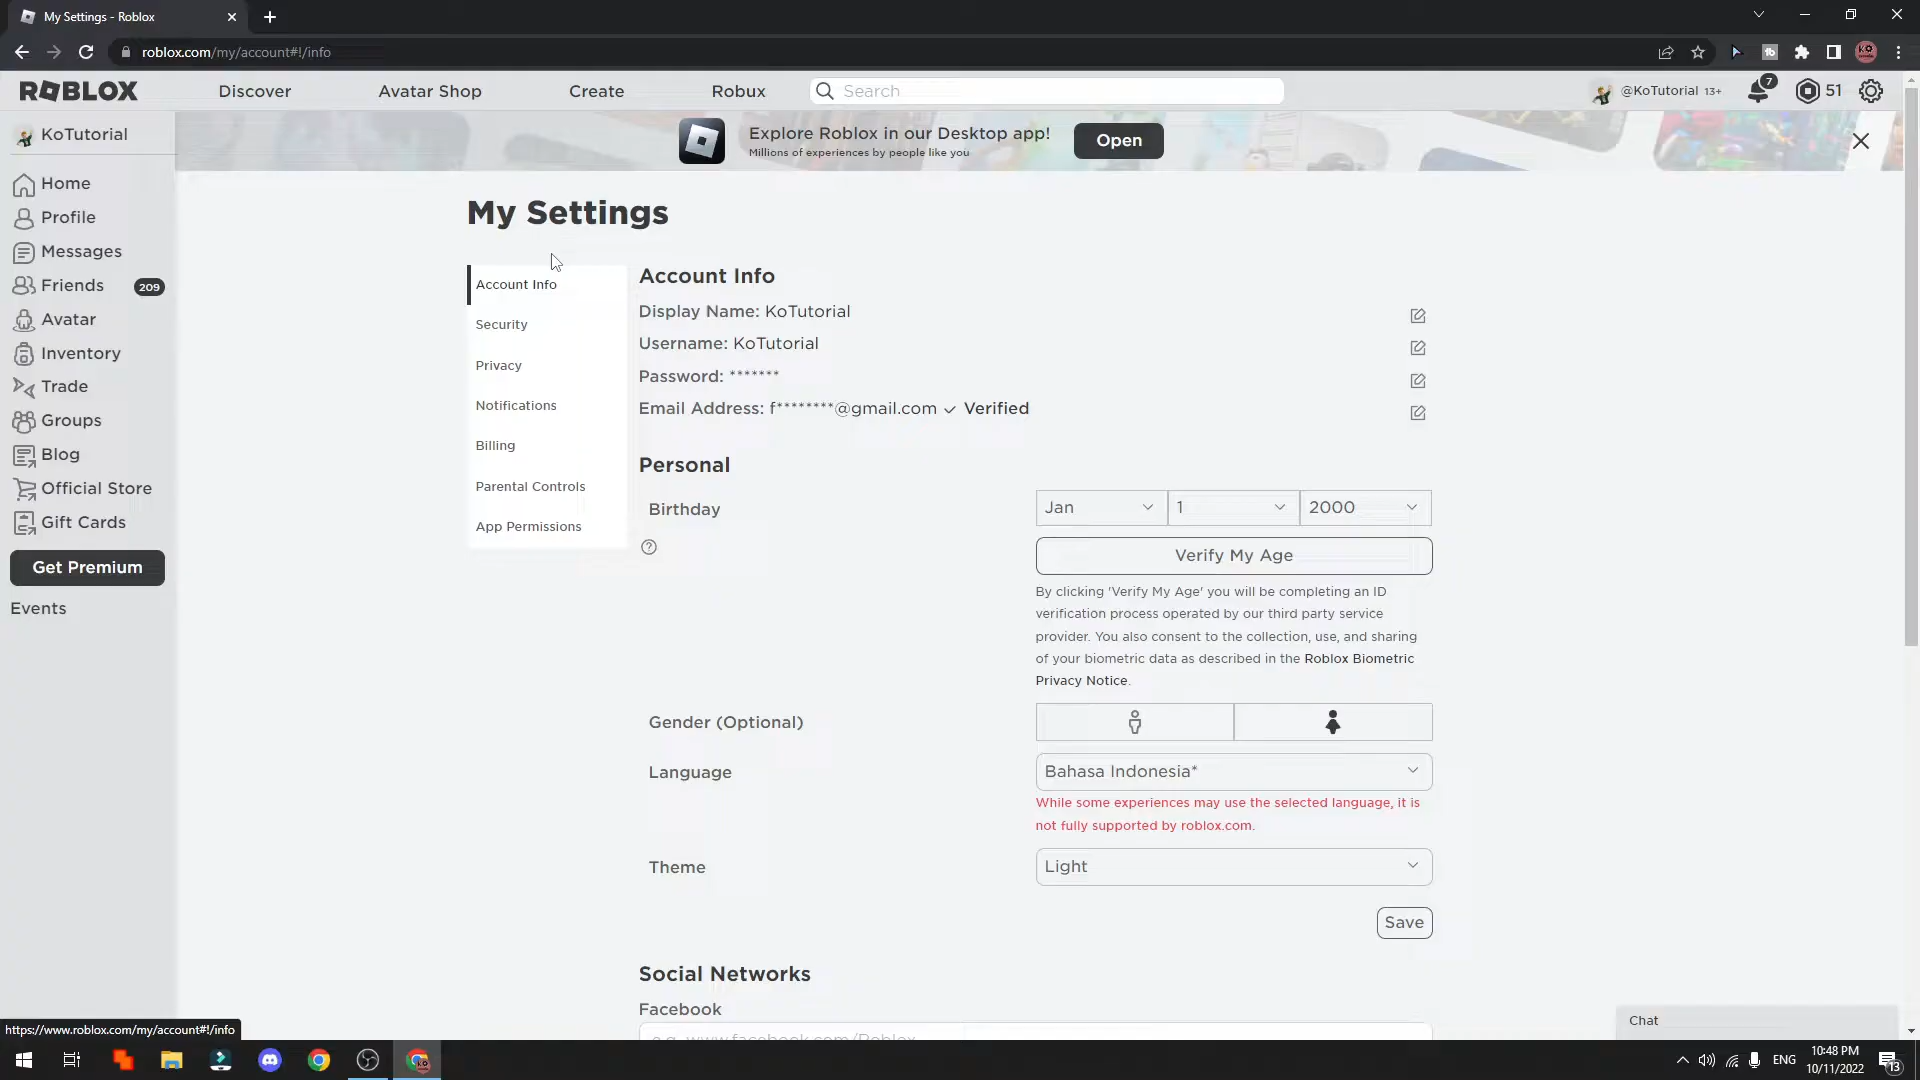 My Settings - Roblox
roblox.com/my/account#!/info
ROBLOX
Discover
Avatar Shop
Create
Robux
Search
@KoTutorial 13+
7
51
KoTutorial
Explore Roblox in our Desktop app!
Millions of experiences by people like you
Open
Home
Profile
Messages
Friends
209
Avatar
Inventory
Trade
Groups
Blog
Official Store
Gift Cards
Get Premium
Events
My Settings
Account Info
Security
Privacy
Notifications
Billing
Parental Controls
App Permissions
Account Info
Display Name: KoTutorial
Username: KoTutorial
Password: *******
Email Address: f********@gmail.com ✓ Verified
Personal
Birthday
Jan
1
2000
Verify My Age
By clicking 'Verify My Age' you will be completing an ID
verification process operated by our third party service
provider. You also consent to the collection, use, and sharing
of your biometric data as described in the Roblox Biometric
Privacy Notice.
Gender (Optional)
Language
Bahasa Indonesia*
While some experiences may use the selected language, it is
not fully supported by roblox.com.
Theme
Light
Save
Social Networks
Facebook
e.g. www.facebook.com/Roblox
Chat
https://www.roblox.com/my/account#!/info
ENG
10:48 PM
10/11/2022
13